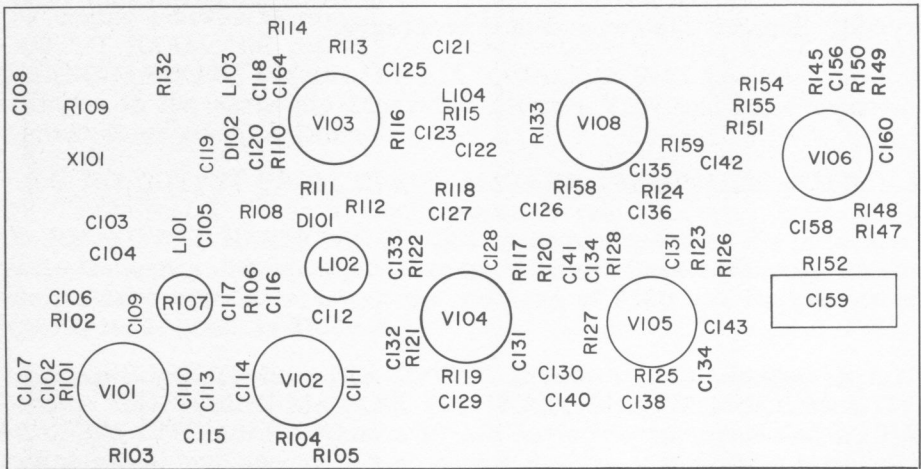 R114
R113
C121
C108
R132
L103
C118
C164
C125
R154
R145
C156
R150
R149
R109
V103
R116
L104
R115
C123
C122
R133
V108
R155
R151
V106
C160
X101
C119
D102
C120
R110
R159
C142
C135
R124
C136
R111
R118
R158
C103
C104
L101
C105
R108
D101
R112
C127
C126
C158
R148
R147
L102
C133
R122
C128
R117
R120
C141
C134
R128
C131
R123
R126
R152
C106
R102
C109
R107
C117
R106
C116
C112
V104
V105
C143
C159
C132
R121
C131
R127
C107
C102
R101
V101
C110
C113
C114
V102
C111
R119
C129
C130
C140
R125
C138
C134
C115
R103
R104
R105